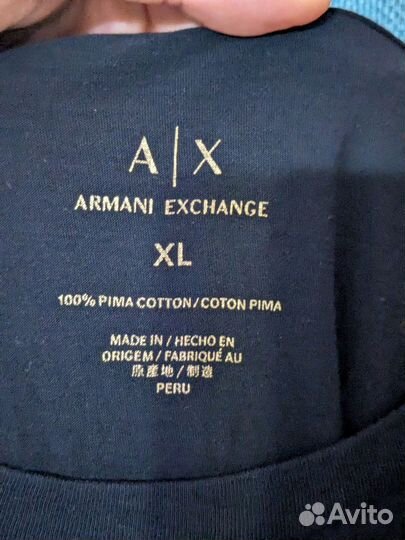 A|X
ARMANI EXCHANGE
XL
100% PIMA COTTON/COTON PIMA
MADE IN/HECHO EN
ORIGEM/FABRIQUÉ AU
原産地/制造
PERU
Avito